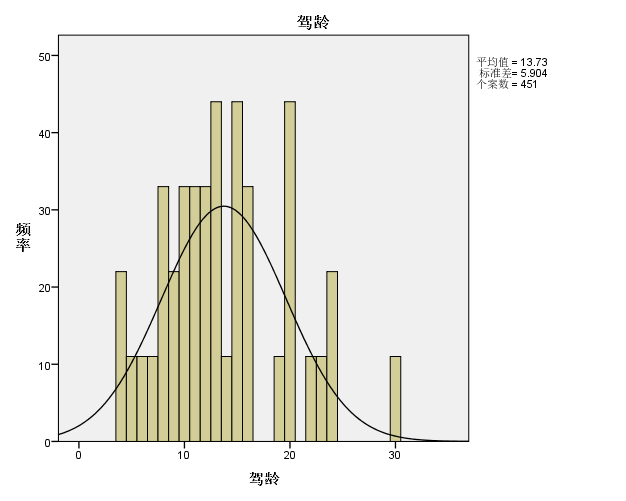 驾龄
平均值 = 13.73
标准差= 5.904
个案数 = 451
频率
50
40
30
20
10
0
0 10 20 30
驾龄